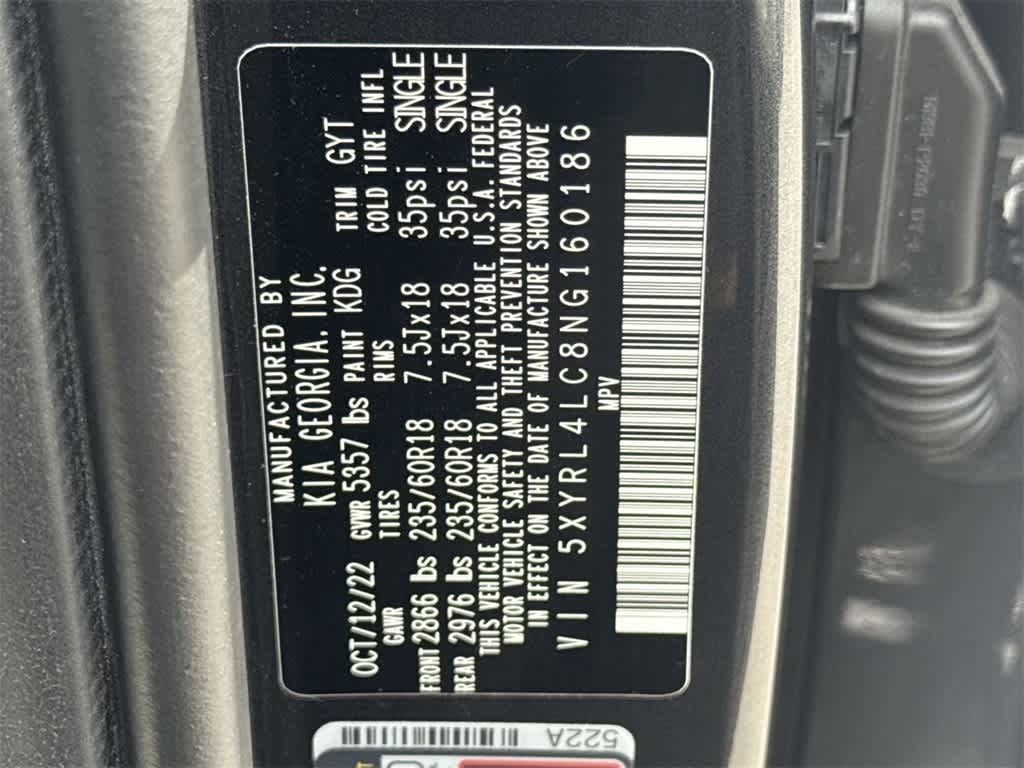 MANUFACTURED BY
KIA GEORGIA. INC.
OCT/12/22 GVWR 5357 lbs PAINT KDG TRIM GYT
GAWR TIRES RIMS COLD TIRE INFL
FRONT 2866 lbs 235/60R18 7.5Jx18 35psi SINGLE
REAR 2976 lbs 235/60R18 7.5Jx18 35psi SINGLE
THIS VEHICLE CONFORMS TO ALL APPLICABLE U.S.A. FEDERAL
MOTOR VEHICLE SAFETY AND THEFT PREVENTION STANDARDS
IN EFFECT ON THE DATE OF MANUFACTURE SHOWN ABOVE
VIN 5XYRL4LC8NG160186
MPV
522A